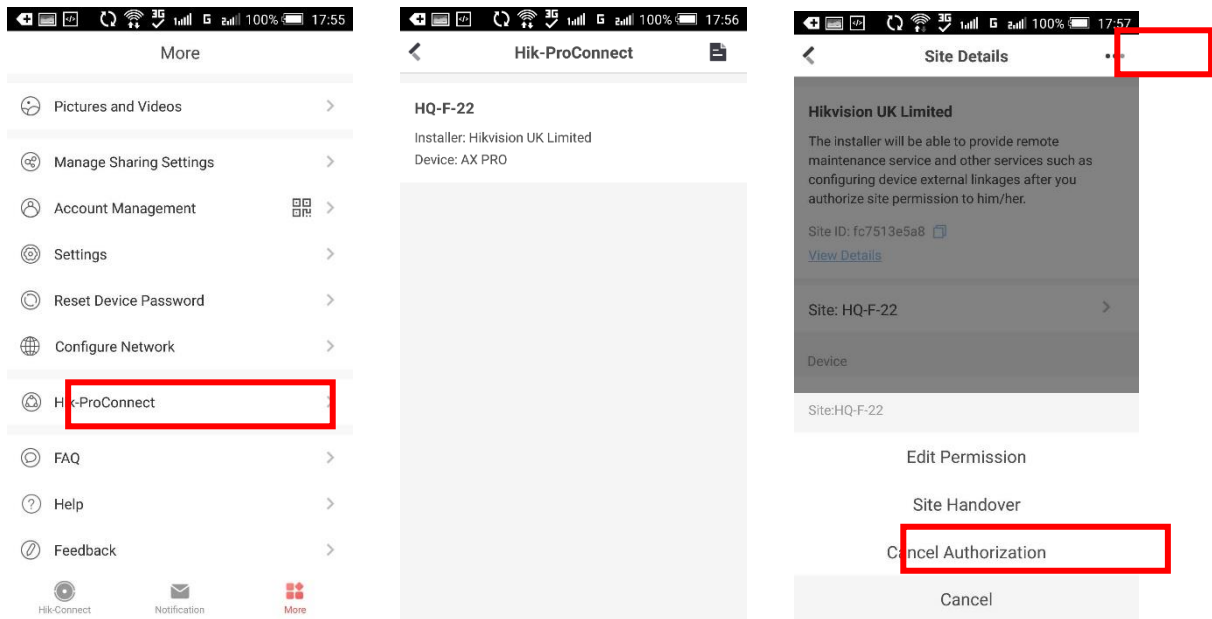 3G G 100% 17:55
More
Pictures and Videos
Manage Sharing Settings
Account Management
Settings
Reset Device Password
Configure Network
Hik-ProConnect
FAQ
Help
Feedback
Hik-Connect Notification More
3G G 100% 17:56
Hik-ProConnect
HQ-F-22
Installer: Hikvision UK Limited
Device: AX PRO
3G G 100% 17:57
Site Details
Hikvision UK Limited
The installer will be able to provide remote
maintenance service and other services such as
configuring device external linkages after you
authorize site permission to him/her.
Site ID: fc7513e5a8
View Details
Site: HQ-F-22
Device
Site:HQ-F-22
Edit Permission
Site Handover
Cancel Authorization
Cancel